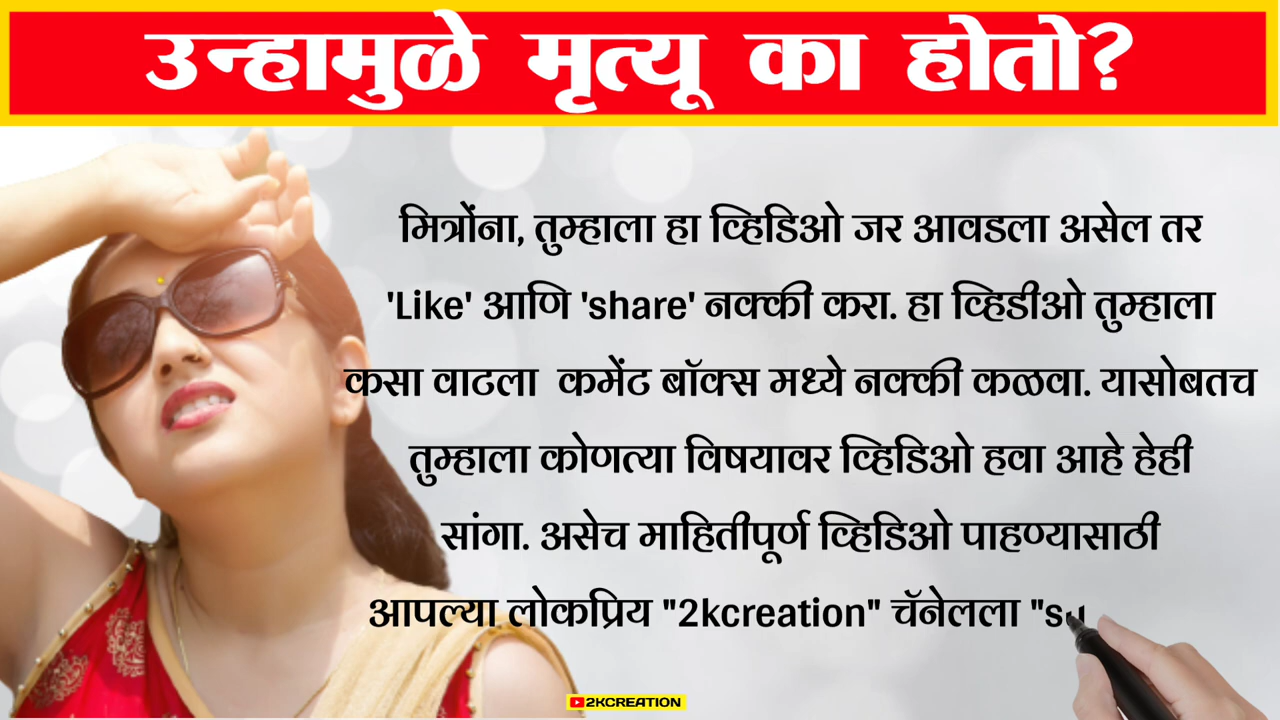 उन्हामुळे मृत्यू का होतो?
मित्रोंना, तुम्हाला हा व्हिडिओ जर आवडला असेल तर
'Like' आणि 'share' नक्की करा. हा व्हिडीओ तुम्हाला
कसा वाटला कमेंट बॉक्स मध्ये नक्की कळवा. यासोबतच
तुम्हाला कोणत्या विषयावर व्हिडिओ हवा आहे हेही
सांगा. असेच माहितीपूर्ण व्हिडिओ पाहण्यासाठी
आपल्या लोकप्रिय "2kcreation" चॅनेलला "su
2KCREATION